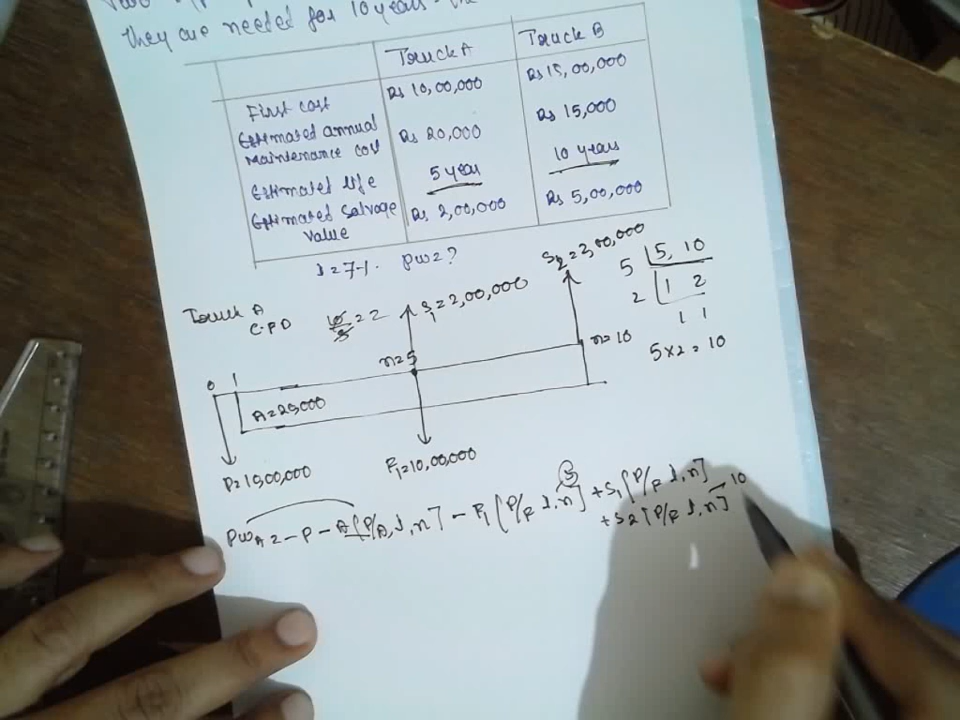 they are needed for 10 years.
Truck A Truck B
First cost Rs 10,00,000 Rs 15,00,000
Estimated annual maintenance cost Rs 20,000 Rs 15,000
Estimated life 5 year 10 years
Estimated salvage value Rs 2,00,000 Rs 5,00,000
i = 7%. PW = ?
Truck A
C.F.D
10/5 = 2
S1 = 2,00,000
S2 = 2,00,000
5 | 5, 10
2 | 1 2
1 1
5 x 2 = 10
0 1
n = 5
n = 10
A = 20,000
P = 10,00,000
P1 = 10,00,000
PWA = - P - A [P/A, i, n] - P1 [P/F i, n] + S1 [P/F i, n]
5
+ S2 [P/F i, n] 10